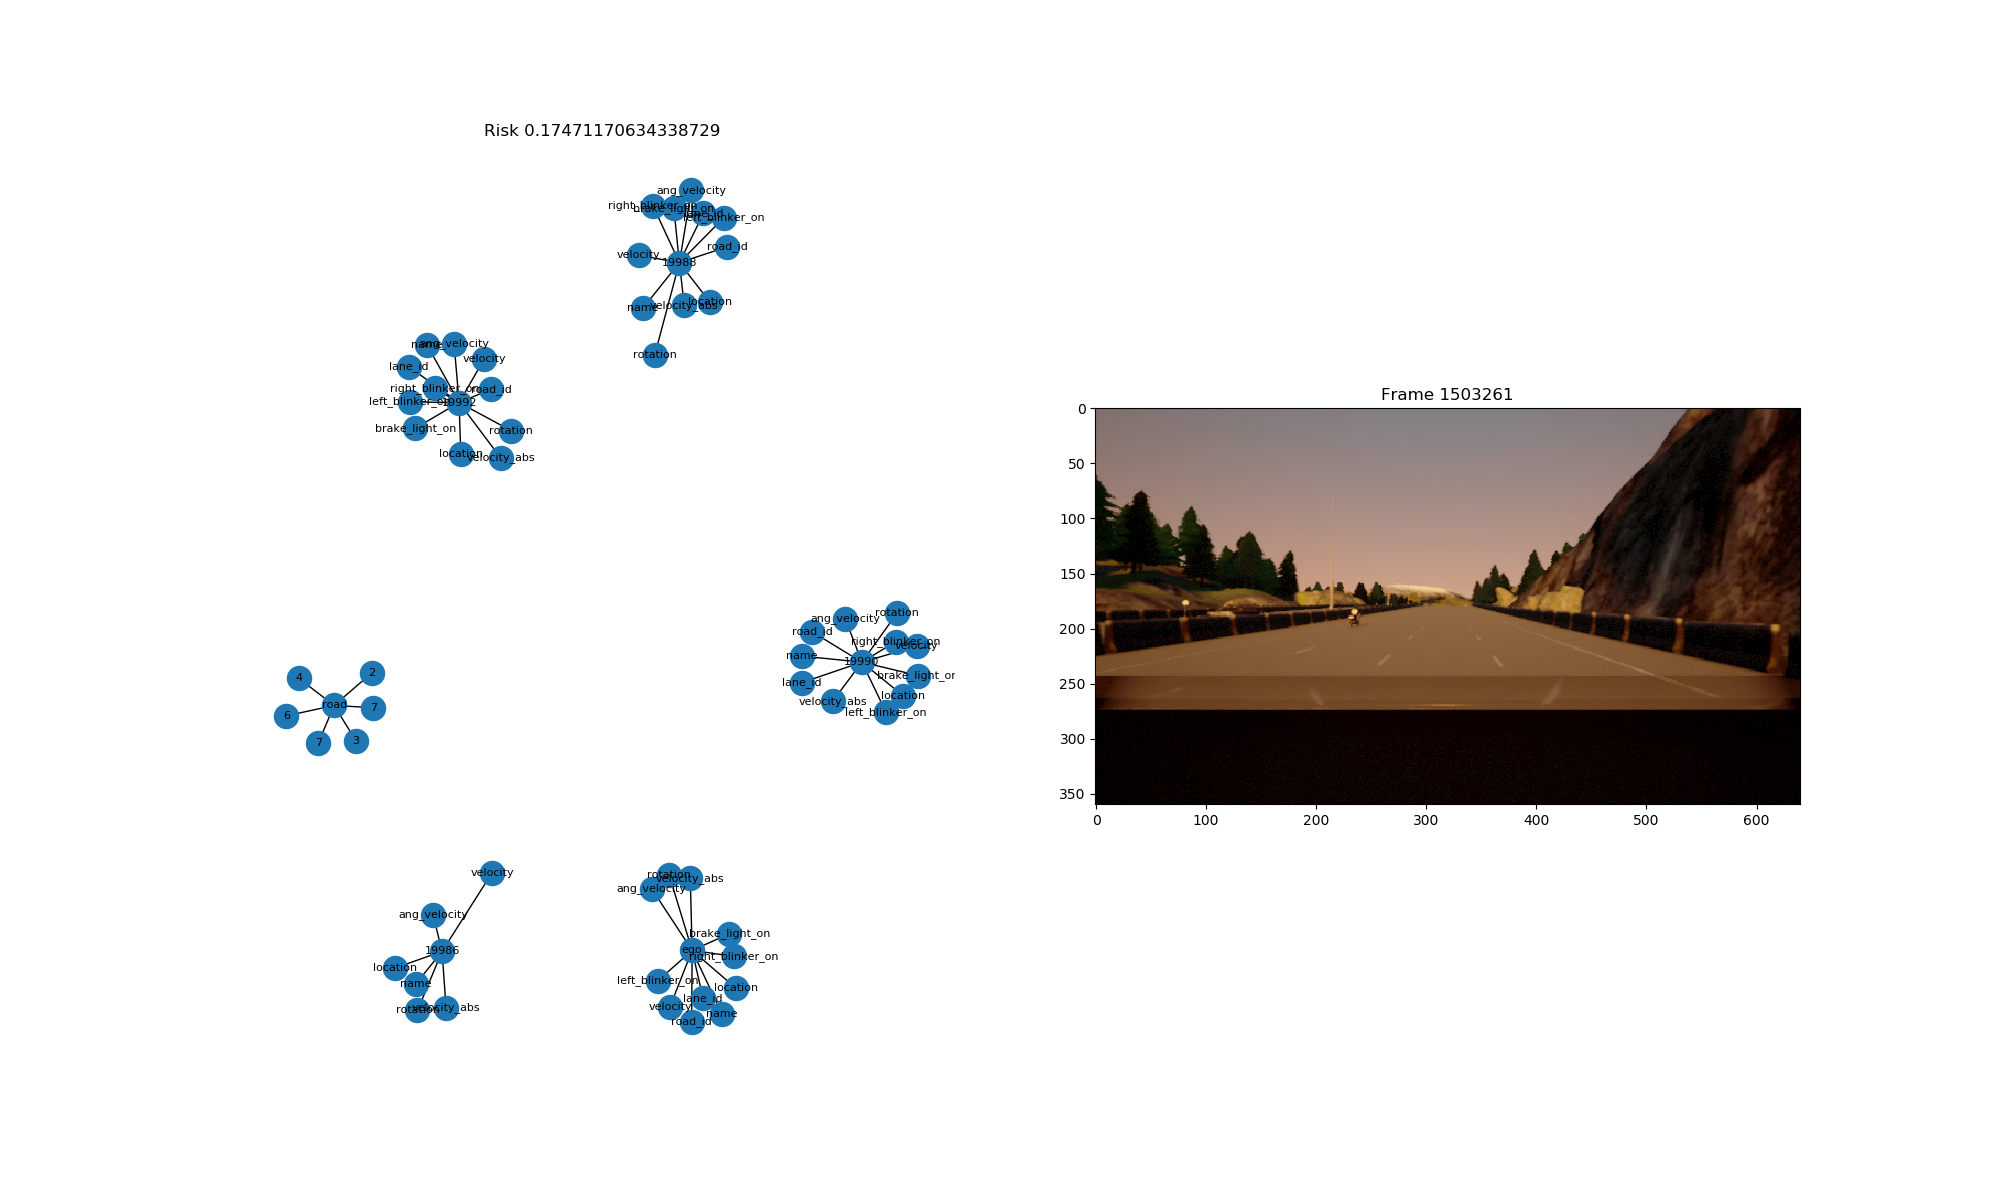 Risk 0.17471170634338729
ang_velocity
right_blinker_on
brake_light_on
lane_id
left_blinker_on
road_id
velocity
19988
name
velocity_abs
location
rotation
name
ang_velocity
velocity
lane_id
right_blinker_on
road_id
left_blinker_on
19992
brake_light_on
rotation
location
velocity_abs
rotation
ang_velocity
road_id
right_blinker_on
velocity
name
19990
brake_light_on
lane_id
location
velocity_abs
left_blinker_on
4
2
road
6
7
7
3
velocity
ang_velocity
19986
location
name
rotation
velocity_abs
rotation
velocity_abs
ang_velocity
brake_light_on
ego
right_blinker_on
left_blinker_on
location
lane_id
velocity
name
road_id
Frame 1503261
0
50
100
150
200
250
300
350
0 100 200 300 400 500 600